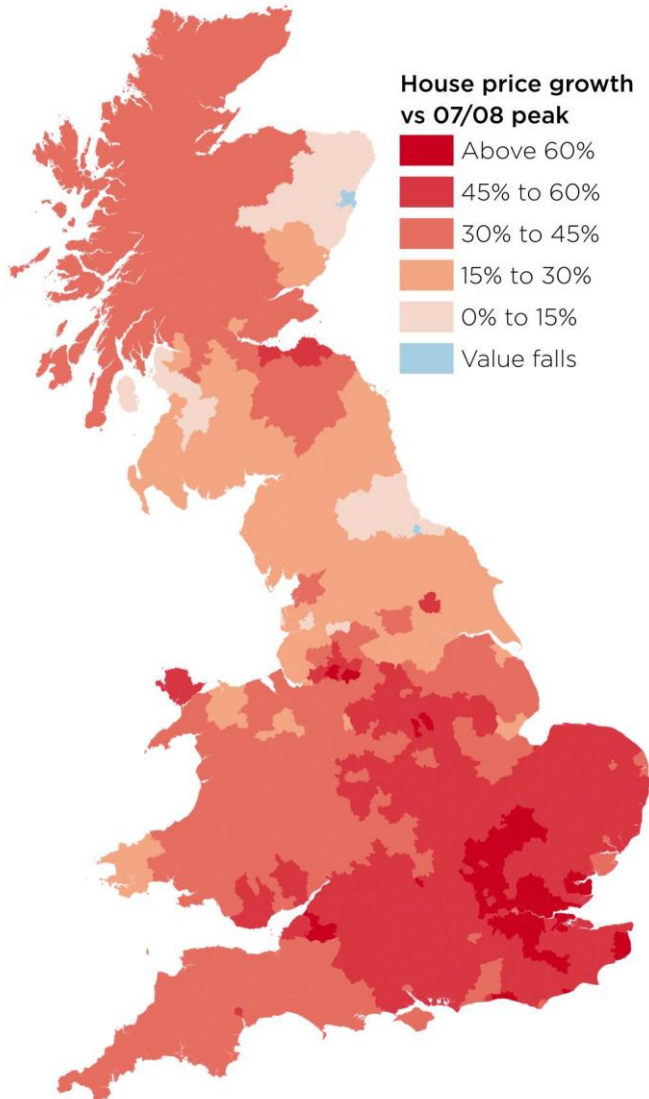 House price growth
vs 07/08 peak
Above 60%
45% to 60%
30% to 45%
15% to 30%
0% to 15%
Value falls